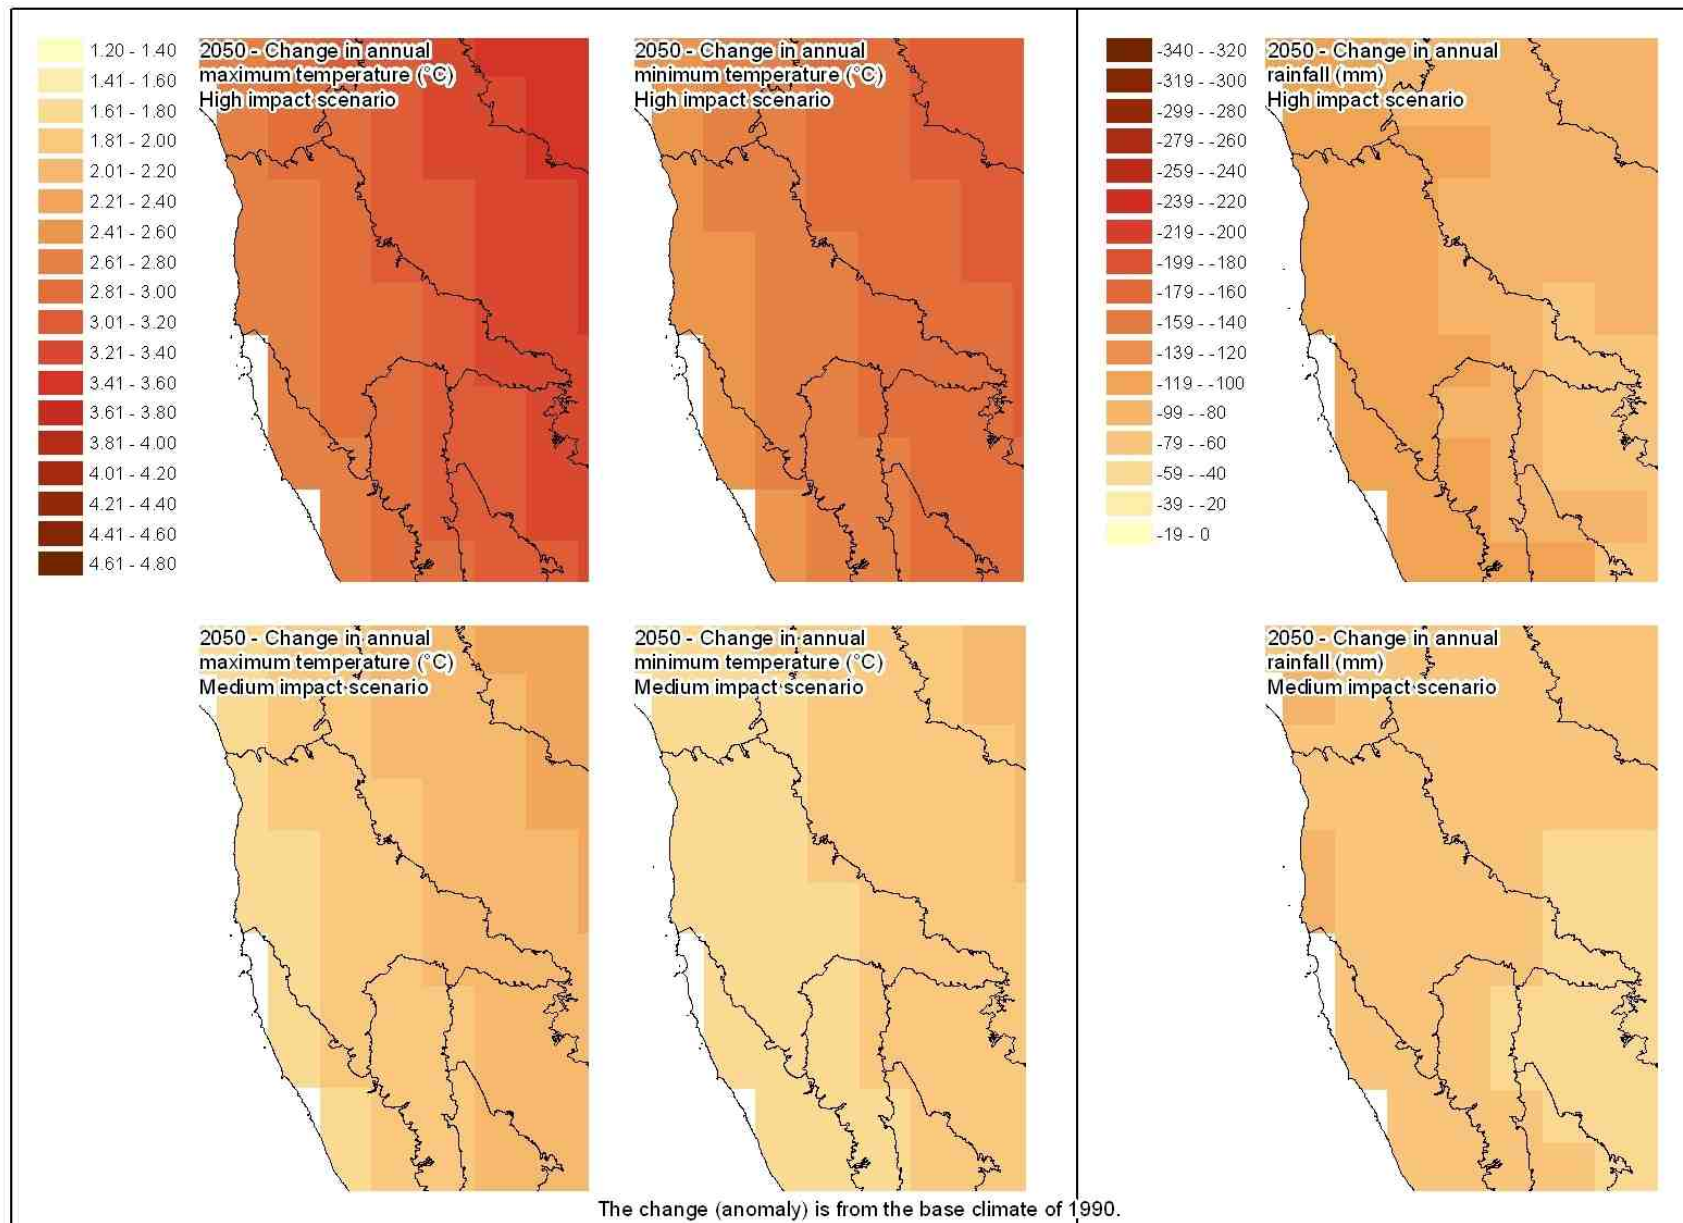 1.20 - 1.40
1.41 - 1.60
1.61 - 1.80
1.81 - 2.00
2.01 - 2.20
2.21 - 2.40
2.41 - 2.60
2.61 - 2.80
2.81 - 3.00
3.01 - 3.20
3.21 - 3.40
3.41 - 3.60
3.61 - 3.80
3.81 - 4.00
4.01 - 4.20
4.21 - 4.40
4.41 - 4.60
4.61 - 4.80
2050 - Change in annual
maximum temperature (°C)
High impact scenario
2050 - Change in annual
minimum temperature (°C)
High impact scenario
-340 - -320
-319 - -300
-299 - -280
-279 - -260
-259 - -240
-239 - -220
-219 - -200
-199 - -180
-179 - -160
-159 - -140
-139 - -120
-119 - -100
-99 - -80
-79 - -60
-59 - -40
-39 - -20
-19 - 0
2050 - Change in annual
rainfall (mm)
High impact scenario
2050 - Change in annual
maximum temperature (°C)
Medium impact scenario
2050 - Change in annual
minimum temperature (°C)
Medium impact scenario
2050 - Change in annual
rainfall (mm)
Medium impact scenario
The change (anomaly) is from the base climate of 1990.